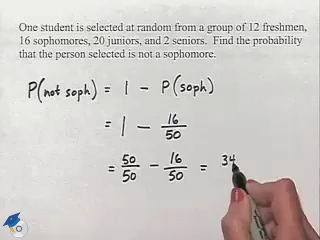 One student is selected at random from a group of 12 freshmen,
16 sophomores, 20 juniors, and 2 seniors. Find the probability
that the person selected is not a sophomore.
P(not soph) = 1 - P(soph)
= 1 - 16/50
= 50/50 - 16/50 = 34